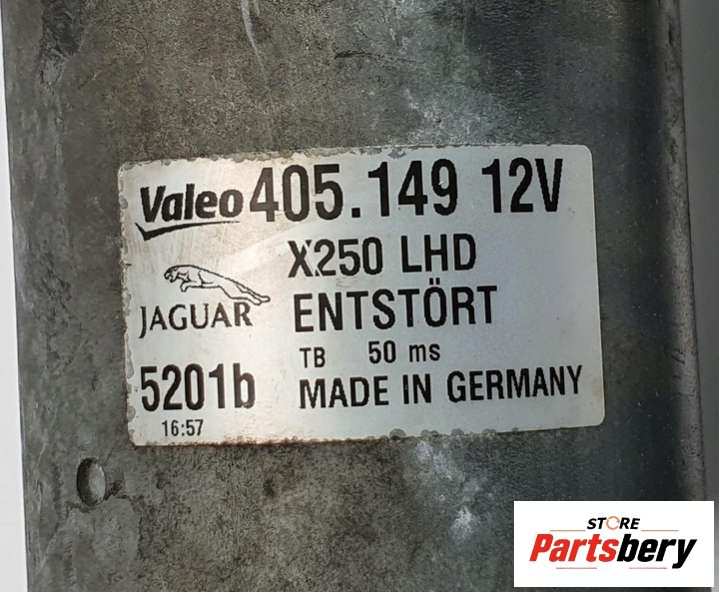 Valeo 405.149 12V
X250 LHD
JAGUAR ENTSTÖRT
TB 50 ms
5201b MADE IN GERMANY
16:57
STORE
Partsbery